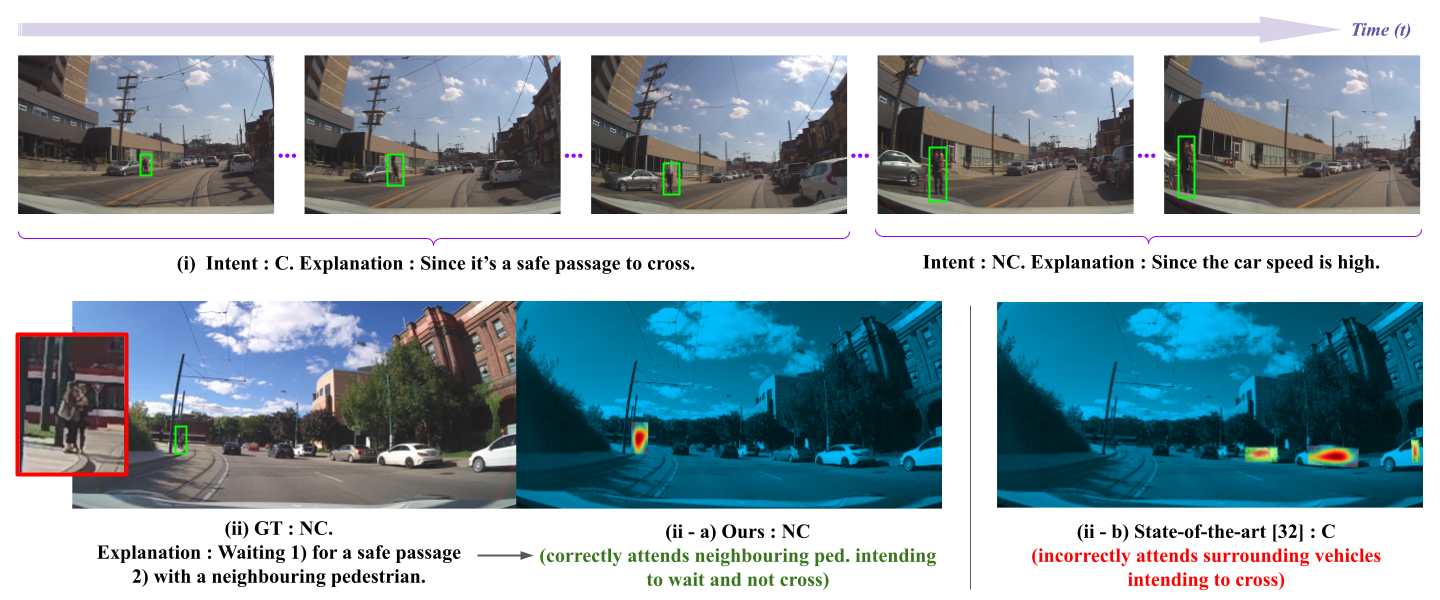 Time (t)
(i) Intent : C. Explanation : Since it's a safe passage to cross.
Intent : NC. Explanation : Since the car speed is high.
(ii) GT : NC.
Explanation : Waiting 1) for a safe passage
2) with a neighbouring pedestrian.
(ii - a) Ours : NC
(correctly attends neighbouring ped. intending
to wait and not cross)
(ii - b) State-of-the-art [32] : C
(incorrectly attends surrounding vehicles
intending to cross)